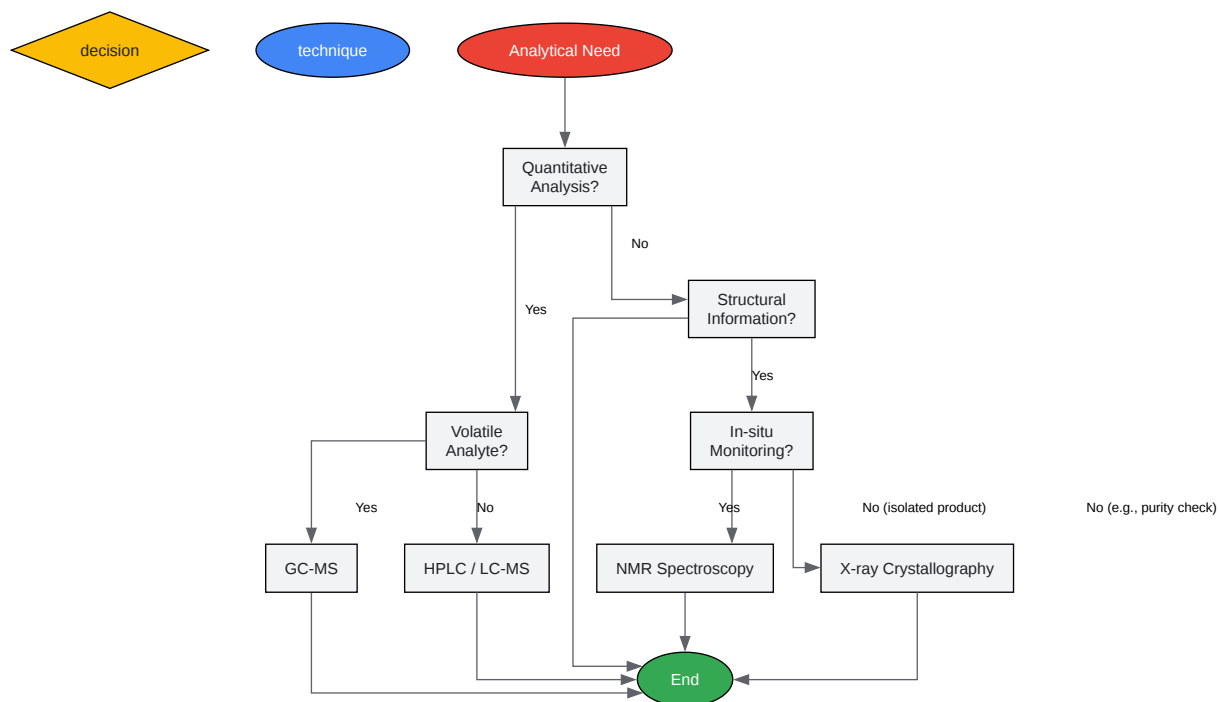 decision
technique
Analytical Need
Quantitative
Analysis?
No
Structural
Information?
Yes
Yes
Volatile
Analyte?
In-situ
Monitoring?
Yes
No
Yes
No (isolated product)
No (e.g., purity check)
GC-MS
HPLC / LC-MS
NMR Spectroscopy
X-ray Crystallography
End